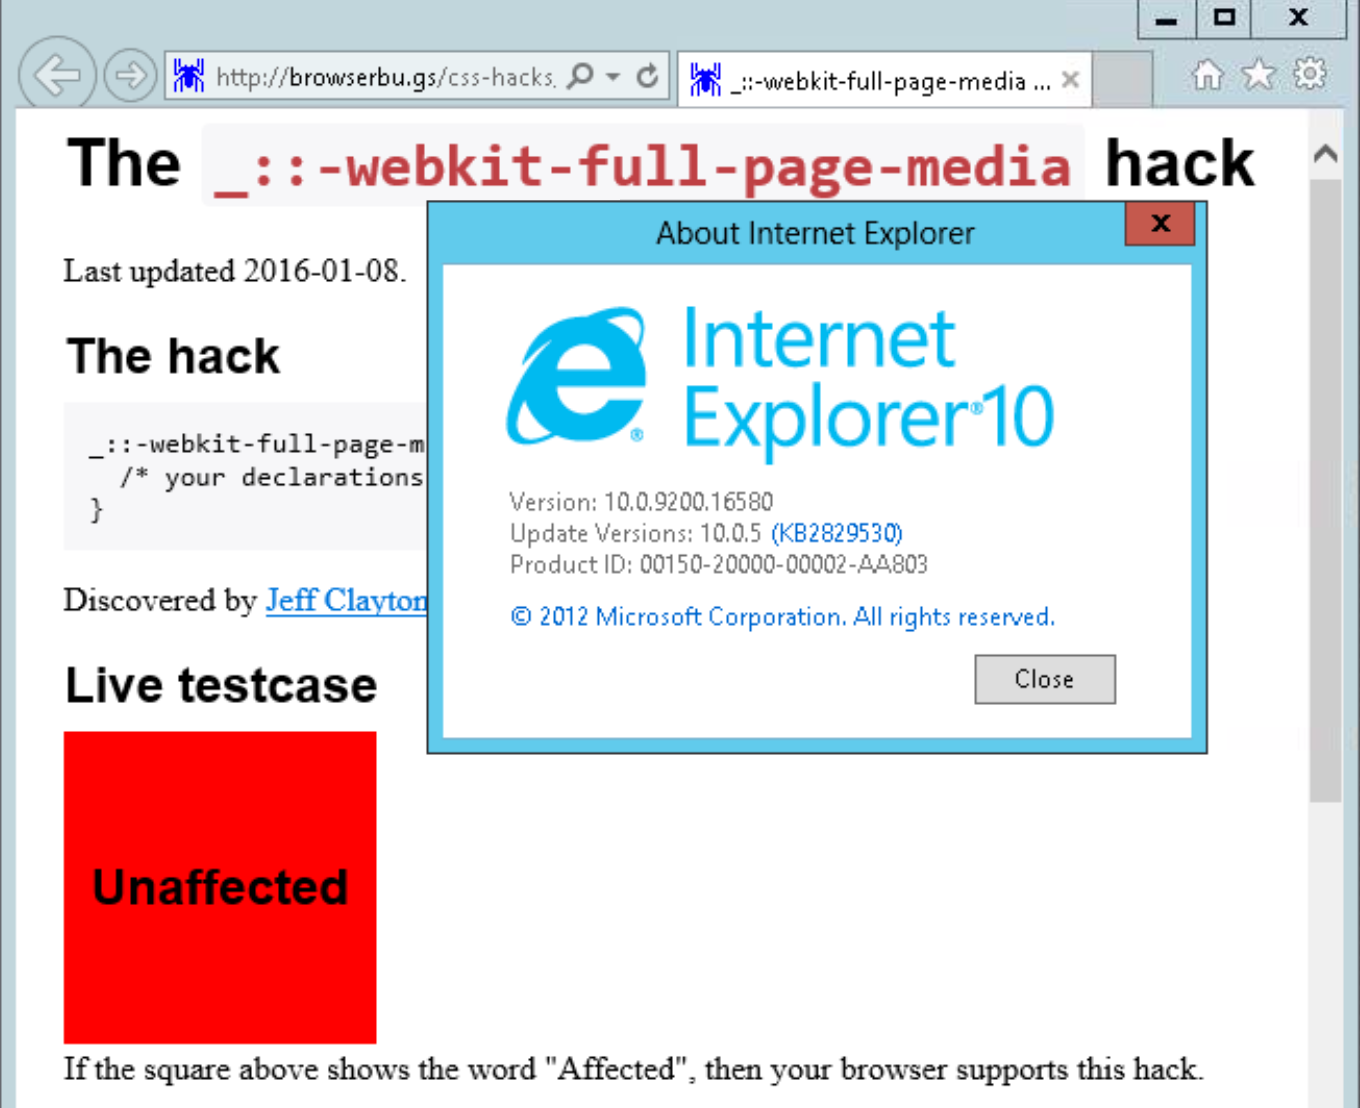 http://browserbu.gs/css-hacks
_::-webkit-full-page-media ...
The _::-webkit-full-page-media hack
Last updated 2016-01-08.
The hack
_::-webkit-full-page-m
/* your declarations
}
Discovered by Jeff Clayton
Live testcase
Unaffected
If the square above shows the word "Affected", then your browser supports this hack.
About Internet Explorer
Internet
Explorer®10
Version: 10.0.9200.16580
Update Versions: 10.0.5 (KB2829530)
Product ID: 00150-20000-00002-AA803
© 2012 Microsoft Corporation. All rights reserved.
Close